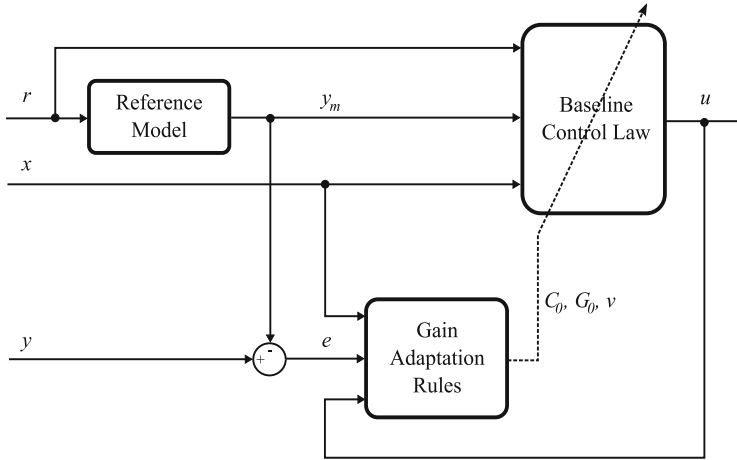 r
Reference
Model
y_m
Baseline
Control Law
u
x
C_0, G_0, v
y
+
-
e
Gain
Adaptation
Rules